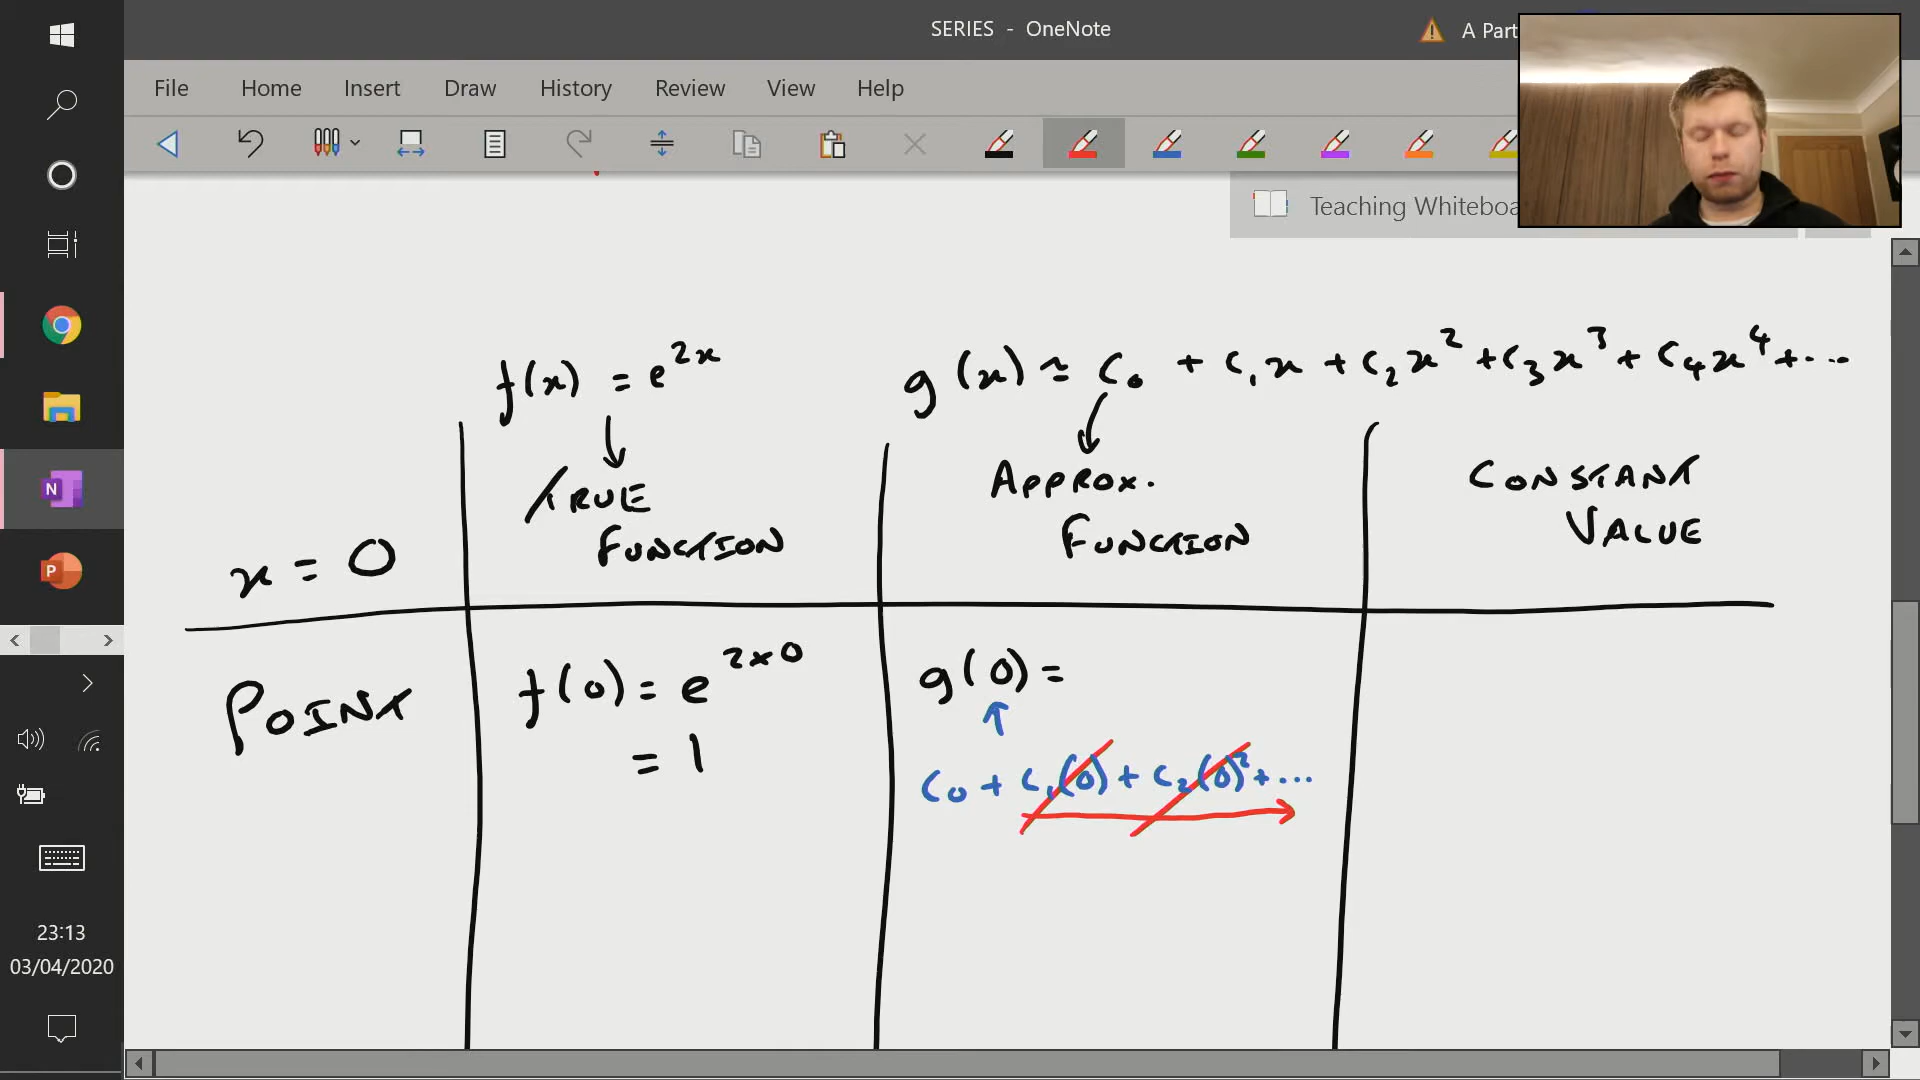 SERIES - OneNote
A Part
File Home Insert Draw History Review View Help
Teaching Whiteboa
f(x) = e^{2x}
g(x) ≈ C₀ + C₁x + C₂x² + C₃x³ + C₄x⁴ + ...
x = 0
↓
TRUE
FUNCTION
↓
APPROX.
FUNCTION
CONSTANT
VALUE
POINT
f(0) = e^{2×0}
= 1
g(0) =
↑
C₀ + C₁(0) + C₂(0)² + ...
N
P
23:13
03/04/2020